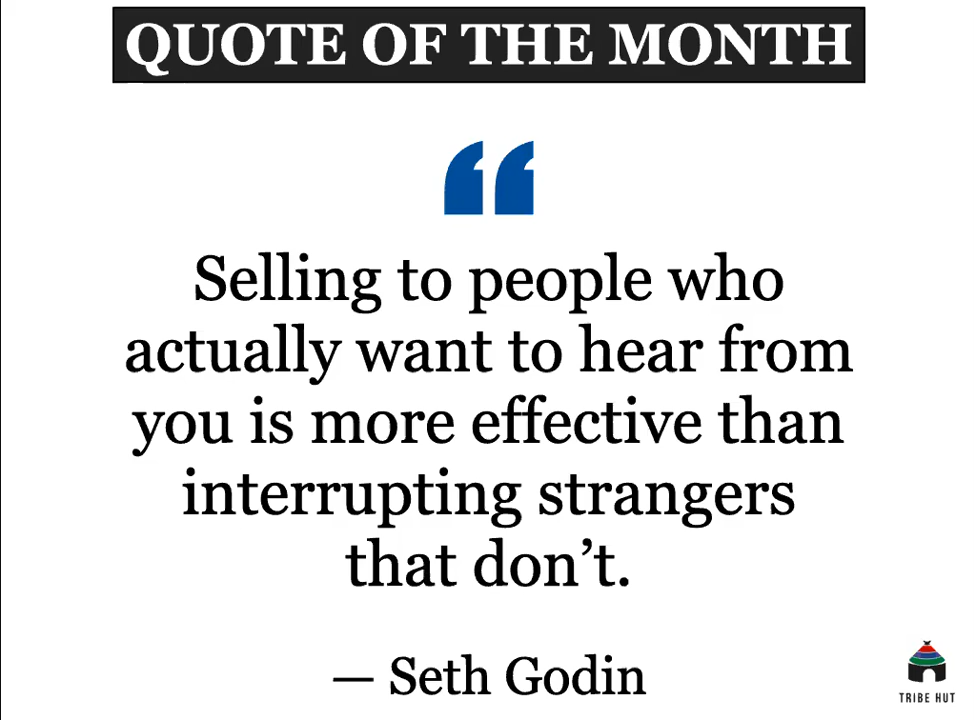 QUOTE OF THE MONTH
“
Selling to people who
actually want to hear from
you is more effective than
interrupting strangers
that don’t.
— Seth Godin
TRIBE HUT